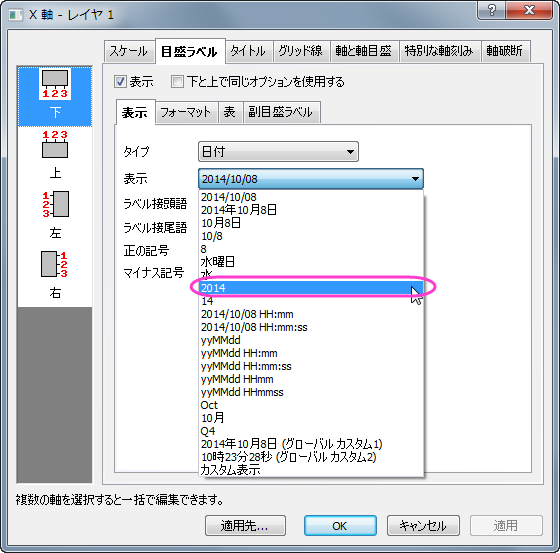 X 軸 - レイヤ 1
スケール 目盛ラベル タイトル グリッド線 軸と軸目盛 特別な軸刻み 軸破断
表示 下と上で同じオプションを使用する
表示 フォーマット 表 副目盛ラベル
123
下
123
上
1
2
3
左
1
2
3
右
タイプ 日付
表示 2014/10/08
ラベル接頭語
ラベル接尾語
正の記号
マイナス記号
2014/10/08
2014年10月8日
10月8日
10/8
8
水曜日
水
2014
14
2014/10/08 HH:mm
2014/10/08 HH:mm:ss
yyMMdd
yyMMdd HH:mm
yyMMdd HH:mm:ss
yyMMdd HHmm
yyMMdd HHmmss
Oct
10月
Q4
2014年10月8日 (グローバル カスタム1)
10時23分28秒 (グローバル カスタム2)
カスタム表示
複数の軸を選択すると一括で編集できます。
適用先... OK キャンセル 適用